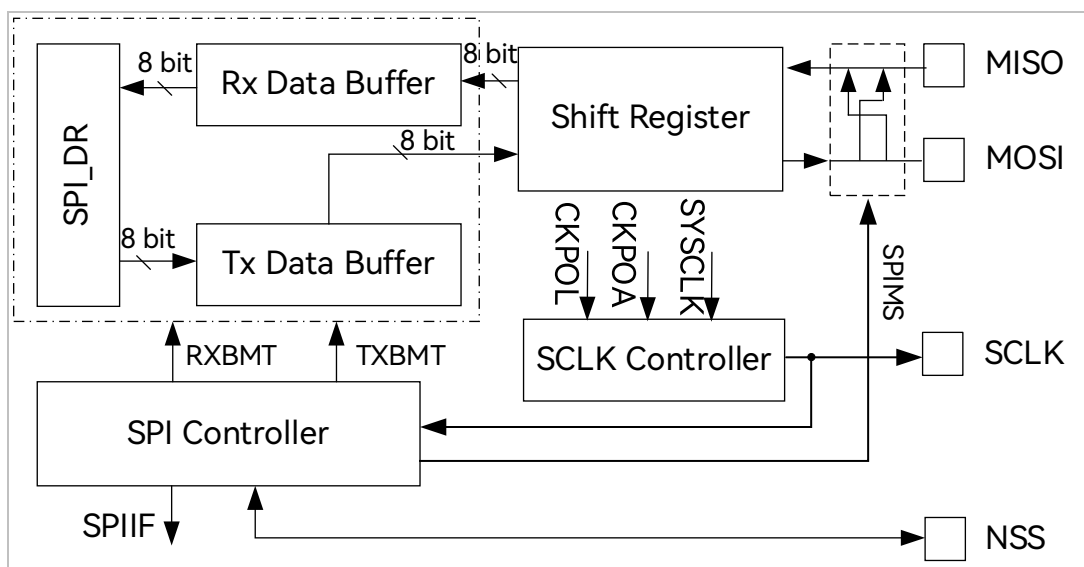 8 bit
Rx Data Buffer
8 bit
Shift Register
MISO
MOSI
SPI_DR
8 bit
8 bit
Tx Data Buffer
CKPOL
CKPOA
SYSCLK
SPIMS
RXBMT
TXBMT
SCLK Controller
SCLK
SPI Controller
SPIIF
NSS